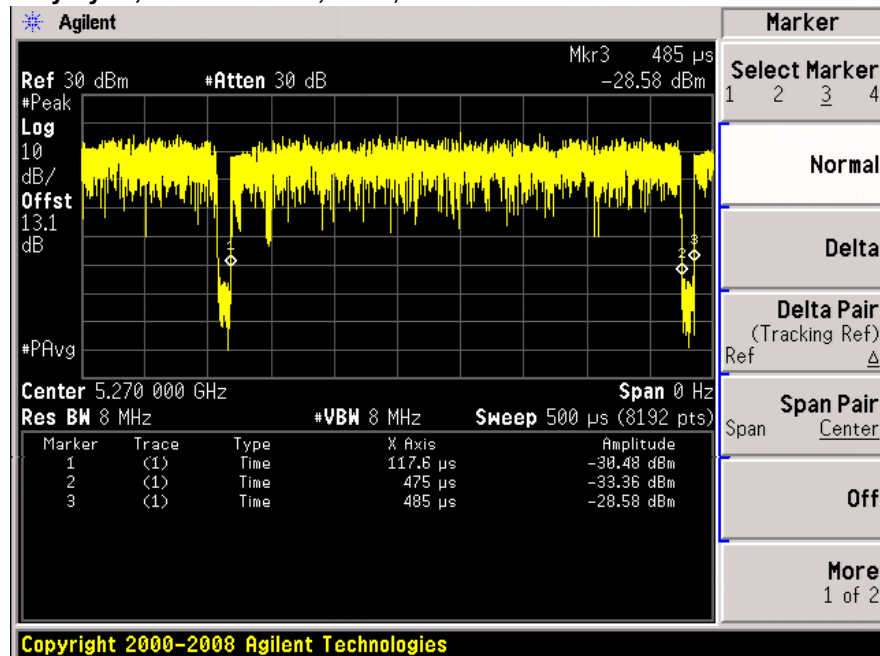 Agilent
Marker
Mkr3 485 µs
Ref 30 dBm #Atten 30 dB -28.58 dBm
#Peak
Log
10
dB/
Offst
13.1
dB
#PAvg
1
2
3
Center 5.270 000 GHz Span 0 Hz
Res BW 8 MHz #VBW 8 MHz Sweep 500 µs (8192 pts)
Marker Trace Type X Axis Amplitude
1 (1) Time 117.6 µs -30.48 dBm
2 (1) Time 475 µs -33.36 dBm
3 (1) Time 485 µs -28.58 dBm
Select Marker
1 2 3 4
Normal
Delta
Delta Pair
(Tracking Ref)
Ref Δ
Span Pair
Span Center
Off
More
1 of 2
Copyright 2000-2008 Agilent Technologies